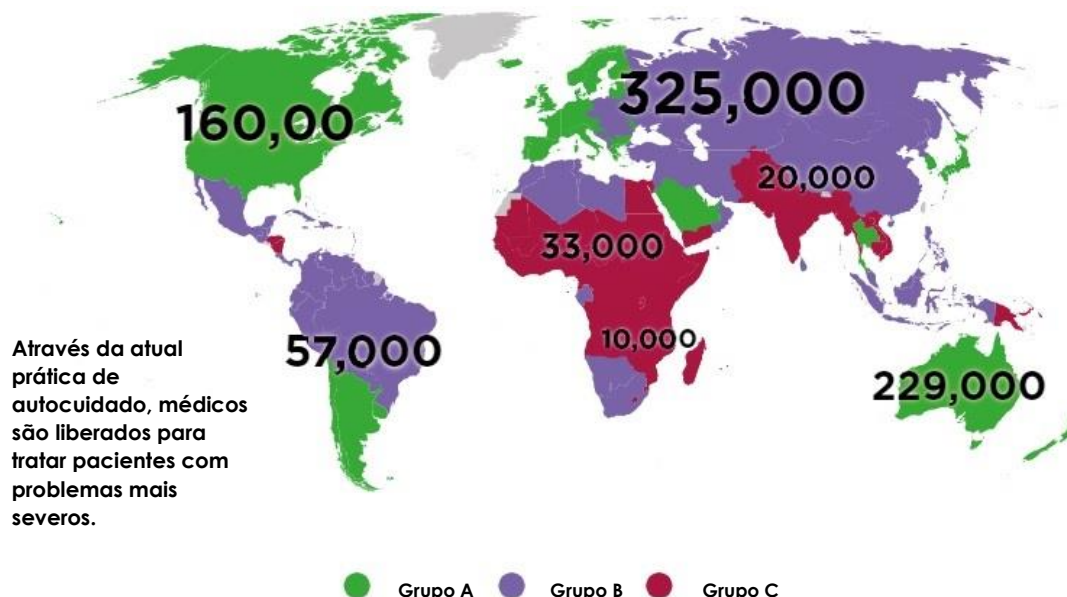 160,00
325,000
20,000
33,000
10,000
57,000
229,000
Através da atual
prática de
autocuidado, médicos
são liberados para
tratar pacientes com
problemas mais
severos.
Grupo A Grupo B Grupo C